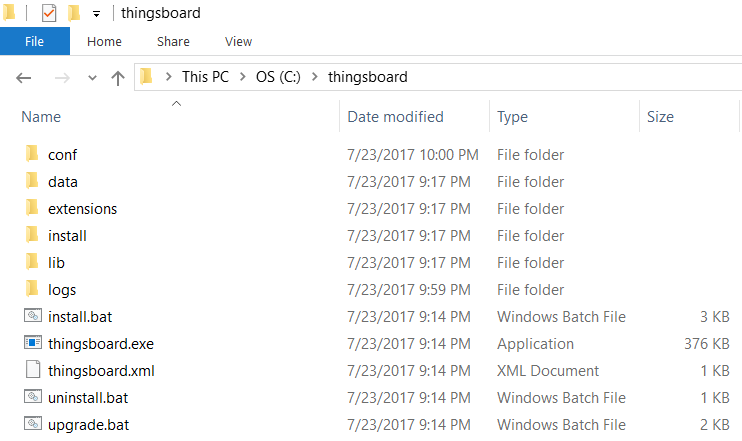 thingsboard
File Home Share View
This PC OS (C:) thingsboard
Name Date modified Type Size
conf 7/23/2017 10:00 PM File folder
data 7/23/2017 9:17 PM File folder
extensions 7/23/2017 9:17 PM File folder
install 7/23/2017 9:17 PM File folder
lib 7/23/2017 9:17 PM File folder
logs 7/23/2017 9:59 PM File folder
install.bat 7/23/2017 9:14 PM Windows Batch File 3 KB
thingsboard.exe 7/23/2017 9:14 PM Application 376 KB
thingsboard.xml 7/23/2017 9:14 PM XML Document 1 KB
uninstall.bat 7/23/2017 9:14 PM Windows Batch File 1 KB
upgrade.bat 7/23/2017 9:14 PM Windows Batch File 2 KB